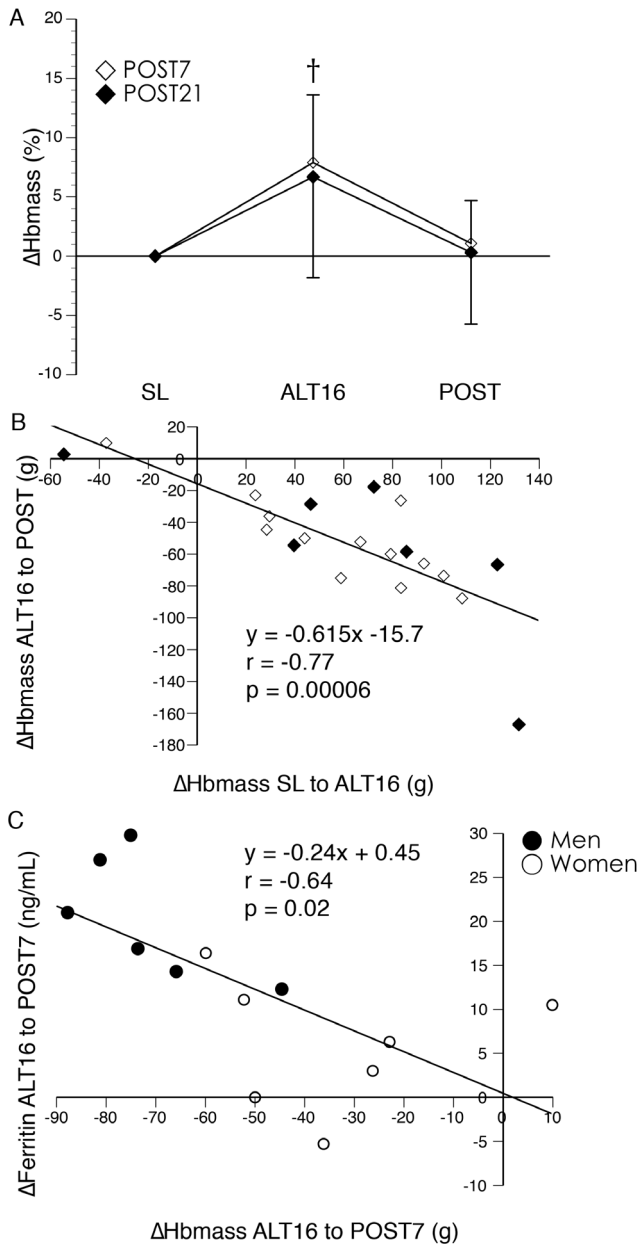 A
20
15
10
5
0
-5
-10
ΔHbmass (%)
POST7
POST21
†
SL ALT16 POST
B
20
0
-20
-40
-60
-80
-100
-120
-140
-160
-180
-60 -40 -20 0 20 40 60 80 100 120 140
ΔHbmass ALT16 to POST (g)
y = -0.615x -15.7
r = -0.77
p = 0.00006
ΔHbmass SL to ALT16 (g)
C
30
25
20
15
10
5
0
-5
-10
Men
Women
y = -0.24x + 0.45
r = -0.64
p = 0.02
-90 -80 -70 -60 -50 -40 -30 -20 -10 0 10
ΔFerritin ALT16 to POST7 (ng/mL)
ΔHbmass ALT16 to POST7 (g)